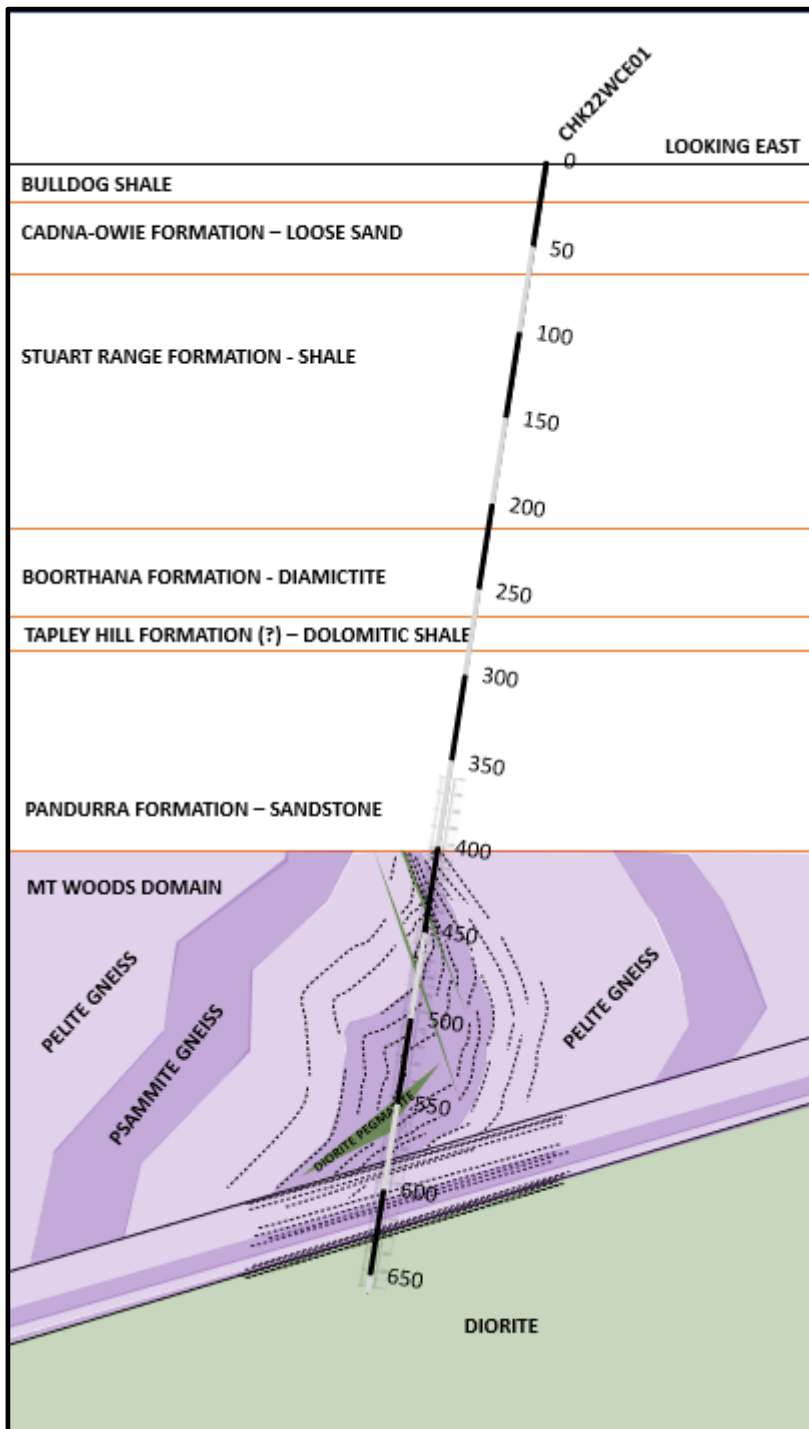 CHK22WCE01
LOOKING EAST
0
BULLDOG SHALE
CADNA-OWIE FORMATION – LOOSE SAND
50
100
STUART RANGE FORMATION - SHALE
150
200
BOORTHANA FORMATION - DIAMICTITE
250
TAPLEY HILL FORMATION (?) – DOLOMITIC SHALE
300
350
PANDURRA FORMATION – SANDSTONE
400
MT WOODS DOMAIN
450
PELITE GNEISS
PSAMMITE GNEISS
500
PELITE GNEISS
550
DIORITE PEGMATITE
600
650
DIORITE